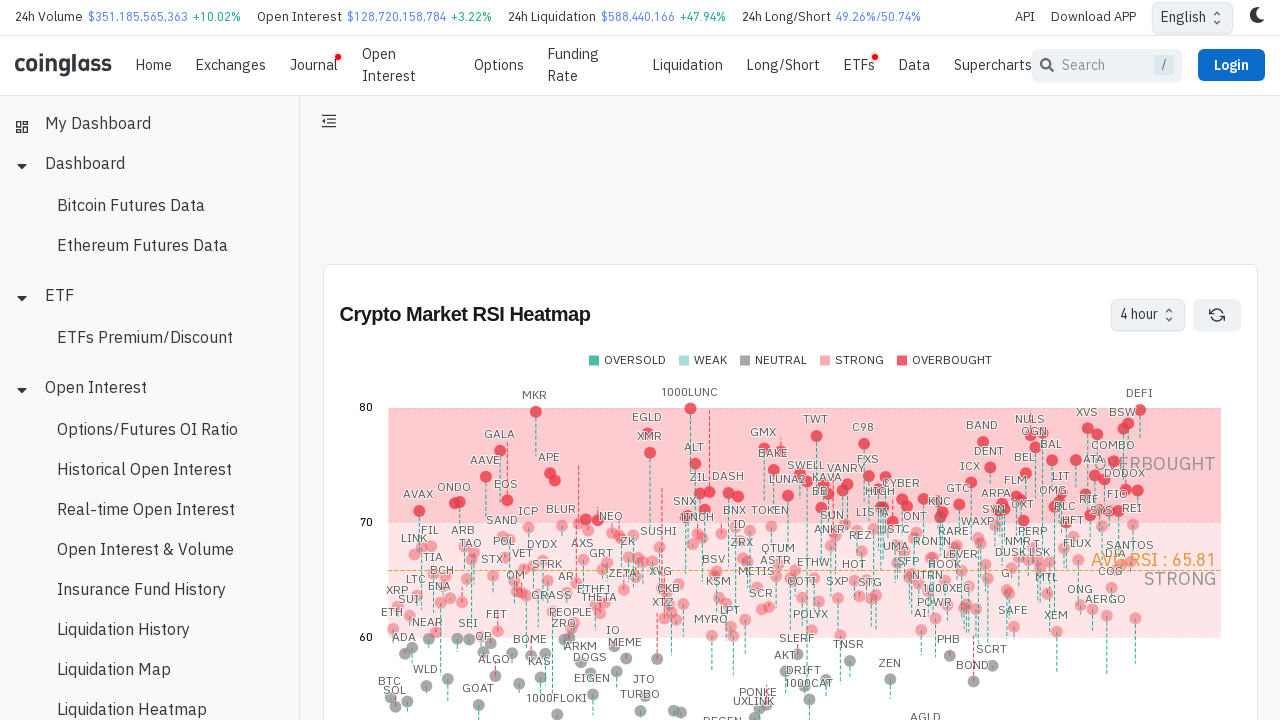 24h Volume $351,185,565,363 +10.02% Open Interest $128,720,158,784 +3.22% 24h Liquidation $588,440,166 +47.94% 24h Long/Short 49.26%/50.74% API Download APP English
coinglass Home Exchanges Journal Open Interest Options Funding Rate Liquidation Long/Short ETFs Data Supercharts Search / Login
My Dashboard
Dashboard
Bitcoin Futures Data
Ethereum Futures Data
ETF
ETFs Premium/Discount
Open Interest
Options/Futures OI Ratio
Historical Open Interest
Real-time Open Interest
Open Interest & Volume
Insurance Fund History
Liquidation History
Liquidation Map
Liquidation Heatmap
Crypto Market RSI Heatmap 4 hour
OVERSOLD WEAK NEUTRAL STRONG OVERBOUGHT
MKR 1000LUNC DEFI
80
XVS BSW
EGLD TWT NULS
GALA XMR GMX C98 BAND OGN
ALT BAL COMBO
AAVE APE BAKE DENT BEL ATA OVERBOUGHT
SWELL VANRY FXS ICX
EOS ZIL DASH LUNA2 KAVA CYBER FLM LIT DODOX
AVAX ONDO HIGH GTC ARPA OMG FIO
SNX KNC OXT RLC REI
ICP BLUR BNX TOKEN SUN LISTA SYN SYS
70
SAND NEO 1INCH ONT WAXP HFT
FIL ARB SUSHI ID ANKR USTC RARE PERP
LINK TAO POL DYDX AXS ZK ZRX REZ RONIN NMR FLUX SANTOS
TIA STX VET GRT BSV QTUM UMA LEVER DUSK LSK
STRK ASTR ETHW HOT SFP HOOK AVG RSI : 65.81
LTC BCH OM ZETA XVG METIS GT MTL COS STRONG
XRP ENA ETHFI CKB KSM SXP STG 1000XEC ONG
SUI GRASS THETA XTZ SCR POWR AERGO
ETH FET PEOPLE LPT POLYX AI SAFE XEM
NEAR SEI ZRO MYRO
60
ADA OP BOME IO SLERF PHB
ARKM MEME TNSR SCRT
ALGO KAS DOGS AKT ZEN BOND
WLD EIGEN JTO DRIFT
BTC GOAT 1000CAT
SOL 1000FLOKI TURBO PONKE
UXLINK
DEGEN AGLD